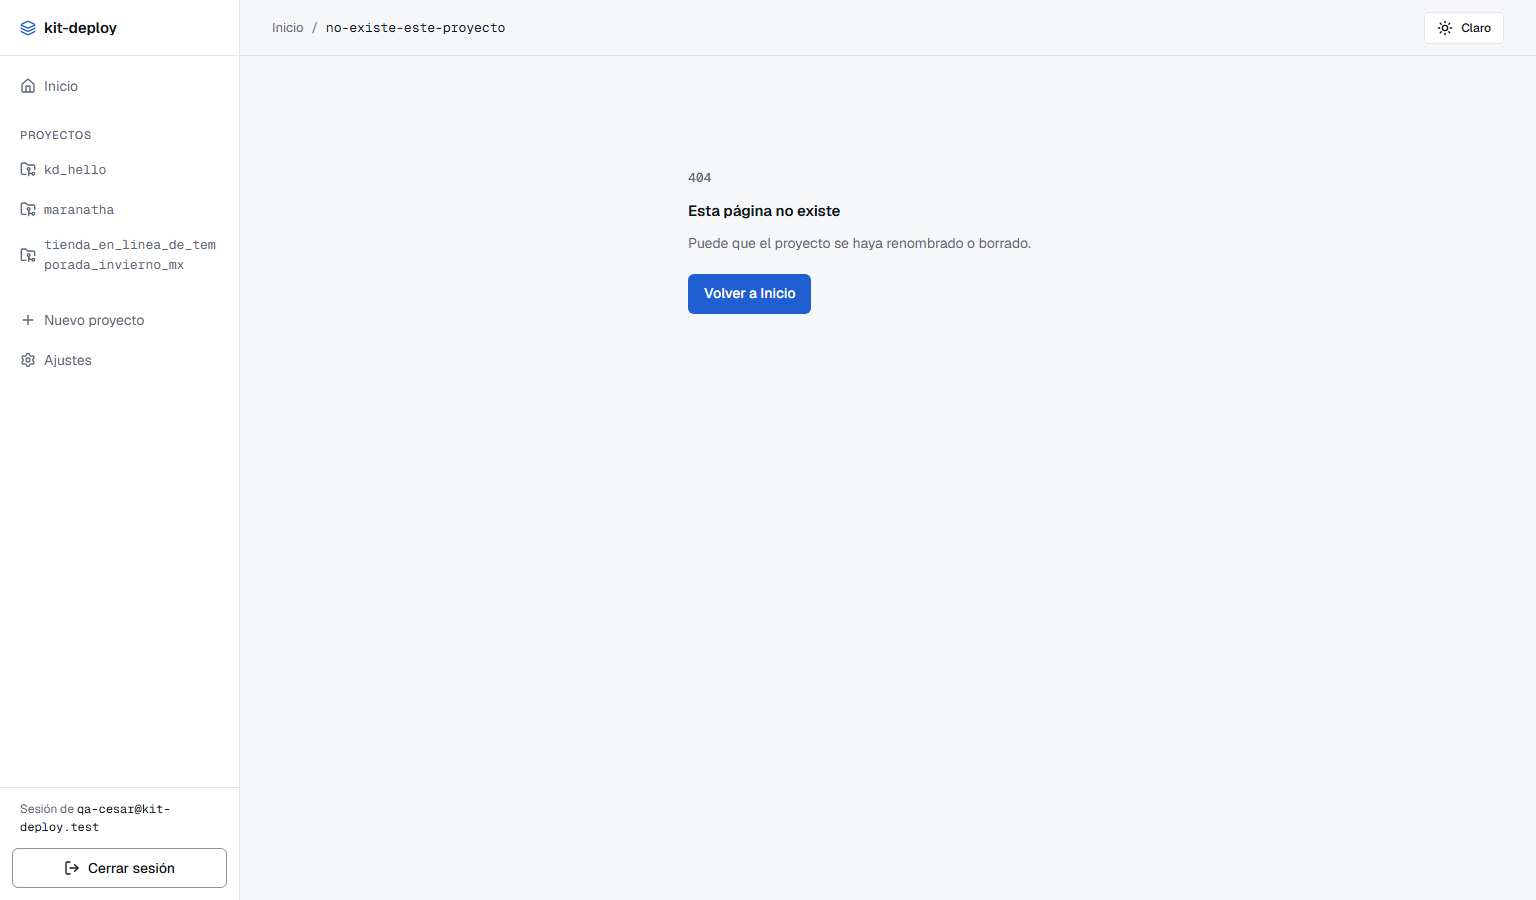 kit-deploy
Inicio / no-existe-este-proyecto
Claro
Inicio
PROYECTOS
kd_hello
maranatha
tienda_en_linea_de_tem
porada_invierno_mx
Nuevo proyecto
Ajustes
404
Esta página no existe
Puede que el proyecto se haya renombrado o borrado.
Volver a Inicio
Sesión de qa-cesar@kit-
deploy.test
Cerrar sesión